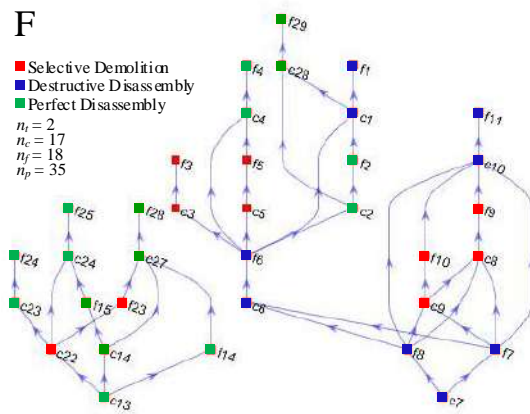 F
Selective Demolition
Destructive Disassembly
Perfect Disassembly
n_t = 2
n_c = 17
n_f = 18
n_p = 35
f29
f4
c28
f1
c4
c1
f11
f3
f5
f2
c10
f25
f28
c3
c5
c2
f9
f24
c24
c27
f6
f10
c8
c23
f15
f23
c6
c9
c22
c14
f14
f8
f7
c13
c7